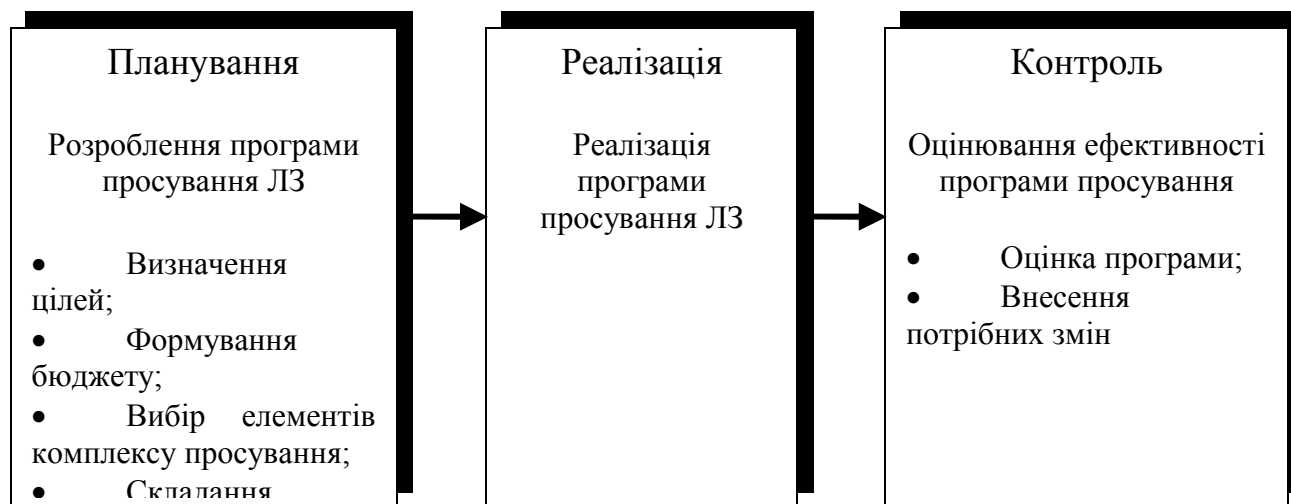 Планування
Розроблення програми
просування ЛЗ
• Визначення
цілей;
• Формування
бюджету;
• Вибір елементів
комплексу просування;
• Складання
Реалізація
Реалізація
програми
просування ЛЗ
Контроль
Оцінювання ефективності
програми просування
• Оцінка програми;
• Внесення
потрібних змін